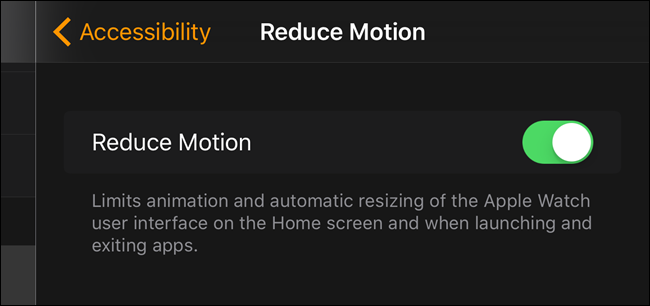 Accessibility Reduce Motion
Reduce Motion
Limits animation and automatic resizing of the Apple Watch
user interface on the Home screen and when launching and
exiting apps.